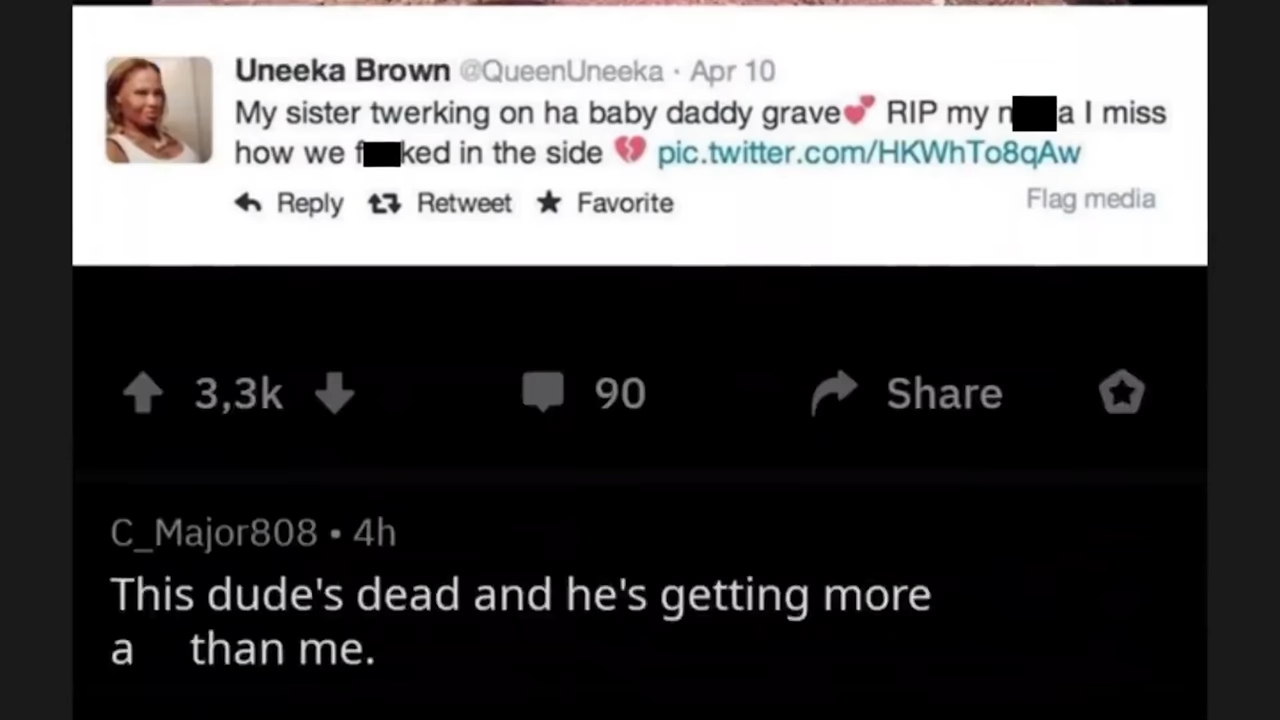 Uneeka Brown @QueenUneeka · Apr 10
My sister twerking on ha baby daddy grave💕 RIP my n a I miss
how we f ked in the side 💔 pic.twitter.com/HKWhTo8qAw
Reply Retweet Favorite Flag media
3,3k 90 Share
C_Major808 • 4h
This dude's dead and he's getting more
a than me.